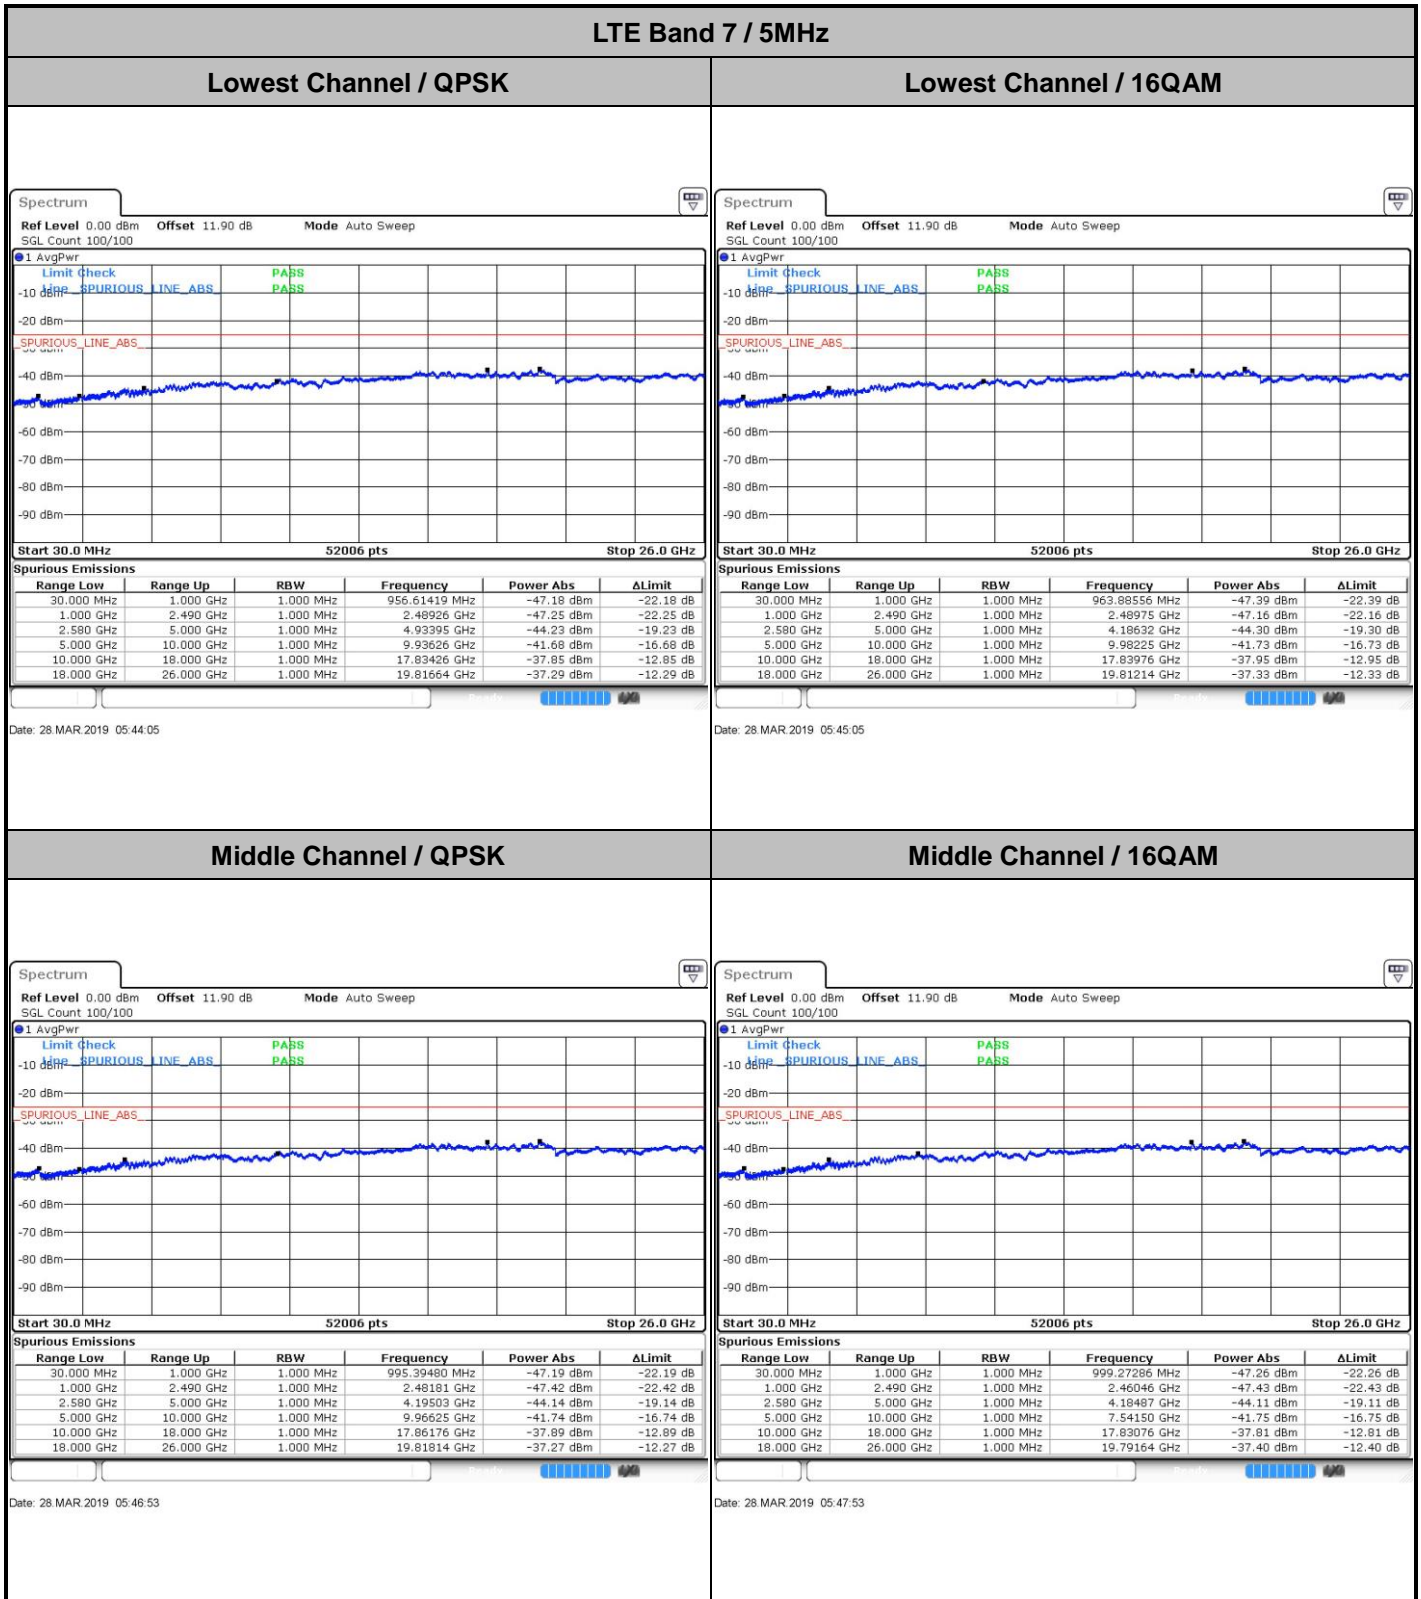 LTE Band 7 / 5MHz
Lowest Channel / QPSK
Lowest Channel / 16QAM
Spectrum
Ref Level 0.00 dBm Offset 11.90 dB Mode Auto Sweep
SGL Count 100/100
1 AvgPwr
Limit Check PASS
-10 dBm Line _SPURIOUS_LINE_ABS_ PASS
-20 dBm
_SPURIOUS_LINE_ABS_
-30 dBm
-40 dBm
-50 dBm
-60 dBm
-70 dBm
-80 dBm
-90 dBm
Start 30.0 MHz 52006 pts Stop 26.0 GHz
Spurious Emissions
Range Low Range Up RBW Frequency Power Abs ΔLimit
30.000 MHz 1.000 GHz 1.000 MHz 956.61419 MHz -47.18 dBm -22.18 dB
1.000 GHz 2.490 GHz 1.000 MHz 2.48926 GHz -47.25 dBm -22.25 dB
2.580 GHz 5.000 GHz 1.000 MHz 4.93395 GHz -44.23 dBm -19.23 dB
5.000 GHz 10.000 GHz 1.000 MHz 9.93626 GHz -41.68 dBm -16.68 dB
10.000 GHz 18.000 GHz 1.000 MHz 17.83426 GHz -37.85 dBm -12.85 dB
18.000 GHz 26.000 GHz 1.000 MHz 19.81664 GHz -37.29 dBm -12.29 dB
Date: 28.MAR.2019 05:44:05
Spectrum
Ref Level 0.00 dBm Offset 11.90 dB Mode Auto Sweep
SGL Count 100/100
1 AvgPwr
Limit Check PASS
-10 dBm Line _SPURIOUS_LINE_ABS_ PASS
-20 dBm
_SPURIOUS_LINE_ABS_
-30 dBm
-40 dBm
-50 dBm
-60 dBm
-70 dBm
-80 dBm
-90 dBm
Start 30.0 MHz 52006 pts Stop 26.0 GHz
Spurious Emissions
Range Low Range Up RBW Frequency Power Abs ΔLimit
30.000 MHz 1.000 GHz 1.000 MHz 963.88556 MHz -47.39 dBm -22.39 dB
1.000 GHz 2.490 GHz 1.000 MHz 2.48975 GHz -47.16 dBm -22.16 dB
2.580 GHz 5.000 GHz 1.000 MHz 4.18632 GHz -44.30 dBm -19.30 dB
5.000 GHz 10.000 GHz 1.000 MHz 9.98225 GHz -41.73 dBm -16.73 dB
10.000 GHz 18.000 GHz 1.000 MHz 17.83976 GHz -37.95 dBm -12.95 dB
18.000 GHz 26.000 GHz 1.000 MHz 19.81214 GHz -37.33 dBm -12.33 dB
Date: 28.MAR.2019 05:45:05
Middle Channel / QPSK
Middle Channel / 16QAM
Spectrum
Ref Level 0.00 dBm Offset 11.90 dB Mode Auto Sweep
SGL Count 100/100
1 AvgPwr
Limit Check PASS
-10 dBm Line _SPURIOUS_LINE_ABS_ PASS
-20 dBm
_SPURIOUS_LINE_ABS_
-30 dBm
-40 dBm
-50 dBm
-60 dBm
-70 dBm
-80 dBm
-90 dBm
Start 30.0 MHz 52006 pts Stop 26.0 GHz
Spurious Emissions
Range Low Range Up RBW Frequency Power Abs ΔLimit
30.000 MHz 1.000 GHz 1.000 MHz 995.39480 MHz -47.19 dBm -22.19 dB
1.000 GHz 2.490 GHz 1.000 MHz 2.48181 GHz -47.42 dBm -22.42 dB
2.580 GHz 5.000 GHz 1.000 MHz 4.19503 GHz -44.14 dBm -19.14 dB
5.000 GHz 10.000 GHz 1.000 MHz 9.96625 GHz -41.74 dBm -16.74 dB
10.000 GHz 18.000 GHz 1.000 MHz 17.86176 GHz -37.89 dBm -12.89 dB
18.000 GHz 26.000 GHz 1.000 MHz 19.81814 GHz -37.27 dBm -12.27 dB
Date: 28.MAR.2019 05:46:53
Spectrum
Ref Level 0.00 dBm Offset 11.90 dB Mode Auto Sweep
SGL Count 100/100
1 AvgPwr
Limit Check PASS
-10 dBm Line _SPURIOUS_LINE_ABS_ PASS
-20 dBm
_SPURIOUS_LINE_ABS_
-30 dBm
-40 dBm
-50 dBm
-60 dBm
-70 dBm
-80 dBm
-90 dBm
Start 30.0 MHz 52006 pts Stop 26.0 GHz
Spurious Emissions
Range Low Range Up RBW Frequency Power Abs ΔLimit
30.000 MHz 1.000 GHz 1.000 MHz 999.27286 MHz -47.26 dBm -22.26 dB
1.000 GHz 2.490 GHz 1.000 MHz 2.46046 GHz -47.43 dBm -22.43 dB
2.580 GHz 5.000 GHz 1.000 MHz 4.18487 GHz -44.11 dBm -19.11 dB
5.000 GHz 10.000 GHz 1.000 MHz 7.54150 GHz -41.75 dBm -16.75 dB
10.000 GHz 18.000 GHz 1.000 MHz 17.83076 GHz -37.81 dBm -12.81 dB
18.000 GHz 26.000 GHz 1.000 MHz 19.79164 GHz -37.40 dBm -12.40 dB
Date: 28.MAR.2019 05:47:53